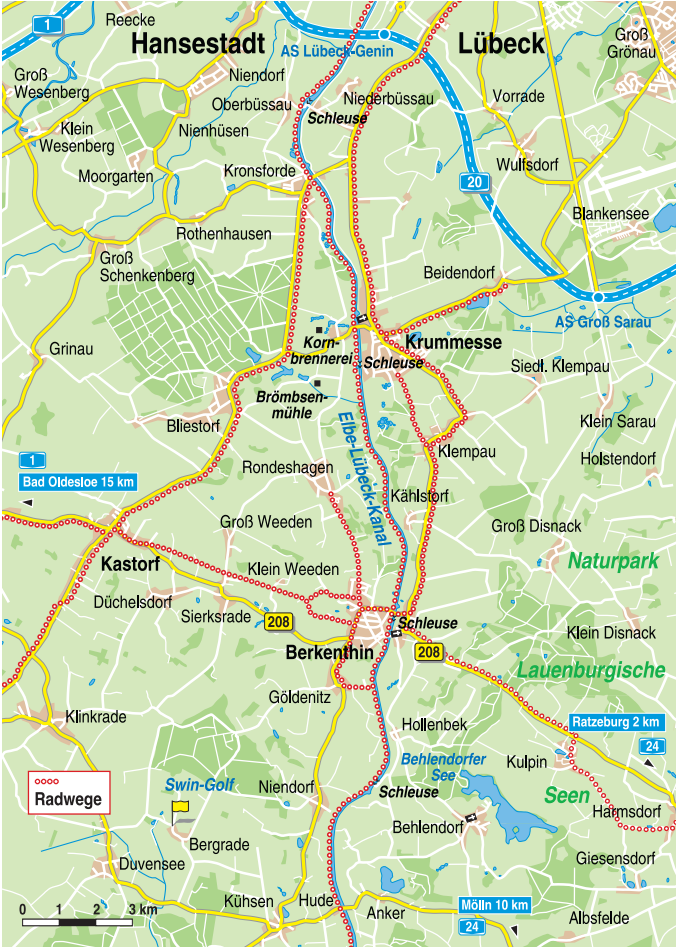 1
Reecke
Hansestadt
Lübeck
AS Lübeck-Genin
Groß
Grönau
Groß
Wesenberg
Niendorf
Oberbüssau
Niederbüssau
Vorrade
Schleuse
Klein
Wesenberg
Nienhüsen
Moorgarten
Kronsforde
Wulfsdorf
20
Blankensee
Rothenhausen
Groß
Schenkenberg
Beidendorf
AS Groß Sarau
Grinau
Korn-
brennerei
Krummesse
Schleuse
Siedl. Klempau
Brömbsen-
mühle
Bliestorf
Klein Sarau
Elbe-Lübeck-Kanal
Klempau
1
Bad Oldesloe 15 km
Rondeshagen
Holstendorf
Kählstorf
Groß Weeden
Groß Disnack
Kastorf
Klein Weeden
Naturpark
Düchelsdorf
Sierksrade
208
Schleuse
Klein Disnack
Berkenthin
208
Lauenburgische
Göldenitz
Klinkrade
Hollenbek
Ratzeburg 2 km
24
Behlendorfer
See
Kulpin
Radwege
Swin-Golf
Niendorf
Schleuse
Seen
Harmsdorf
Behlendorf
Bergrade
Duvensee
Giesensdorf
Kühsen
Hude
Anker
Mölln 10 km
24
Albsfelde
0 1 2 3 km